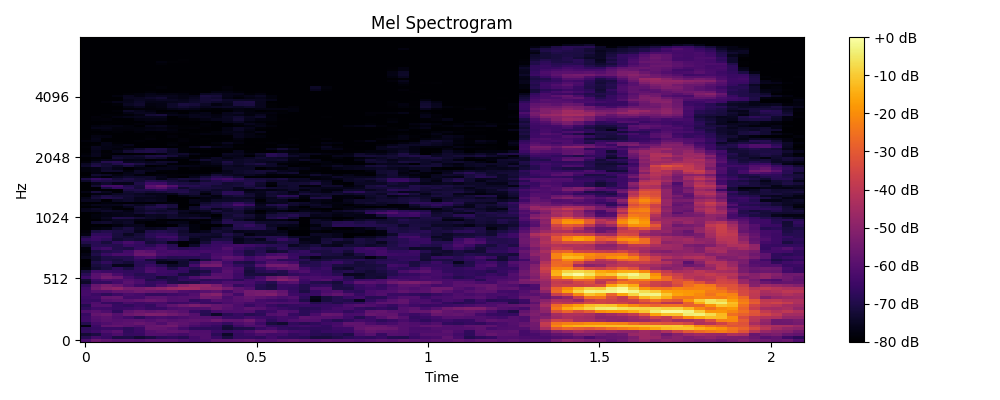 Mel Spectrogram
+0 dB
-10 dB
-20 dB
-30 dB
-40 dB
-50 dB
-60 dB
-70 dB
-80 dB
Hz
4096
2048
1024
512
0
0
0.5
1
1.5
2
Time